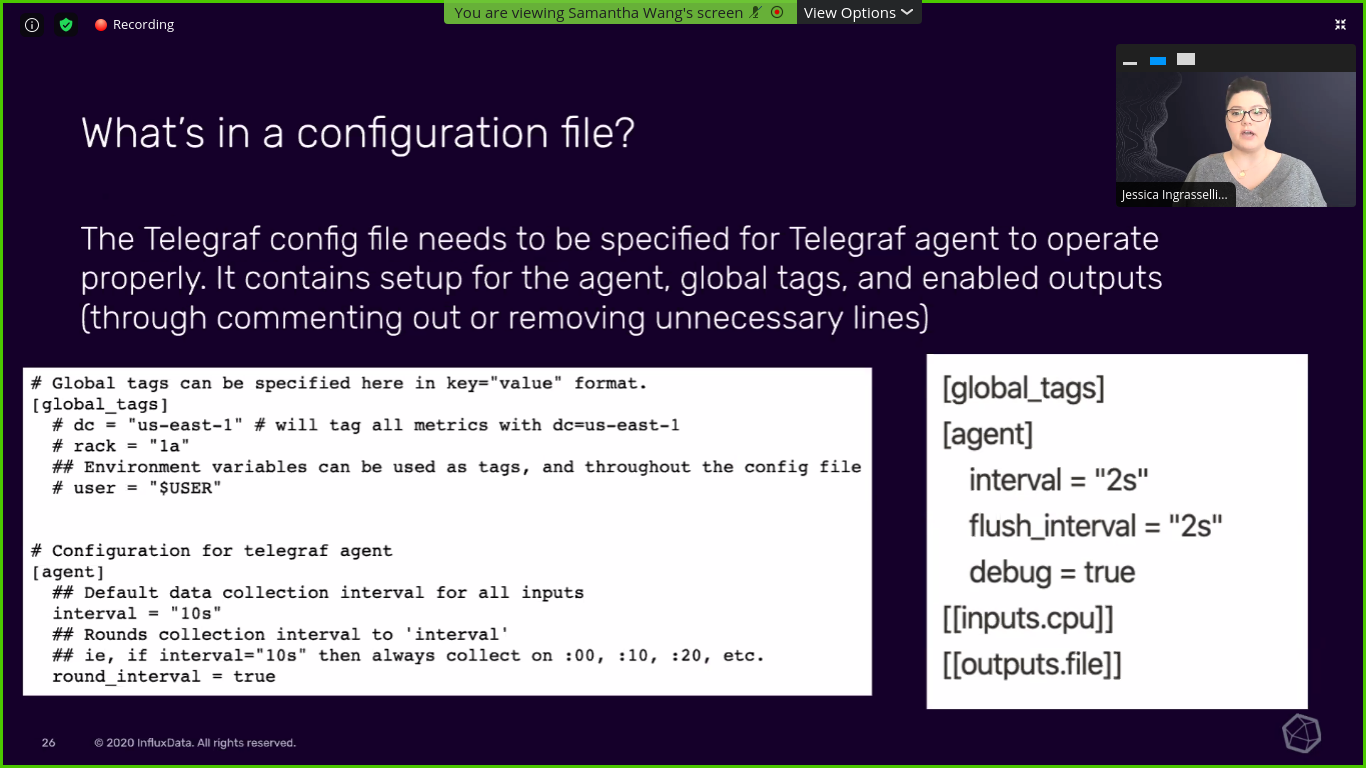 You are viewing Samantha Wang's screen
View Options
Recording
What's in a configuration file?
Jessica Ingrasselli...
The Telegraf config file needs to be specified for Telegraf agent to operate
properly. It contains setup for the agent, global tags, and enabled outputs
(through commenting out or removing unnecessary lines)
# Global tags can be specified here in key="value" format.
[global_tags]
# dc = "us-east-1" # will tag all metrics with dc=us-east-1
# rack = "1a"
## Environment variables can be used as tags, and throughout the config file
# user = "$USER"
# Configuration for telegraf agent
[agent]
## Default data collection interval for all inputs
interval = "10s"
## Rounds collection interval to 'interval'
## ie, if interval="10s" then always collect on :00, :10, :20, etc.
round_interval = true
[global_tags]
[agent]
interval = "2s"
flush_interval = "2s"
debug = true
[[inputs.cpu]]
[[outputs.file]]
26
© 2020 InfluxData. All rights reserved.